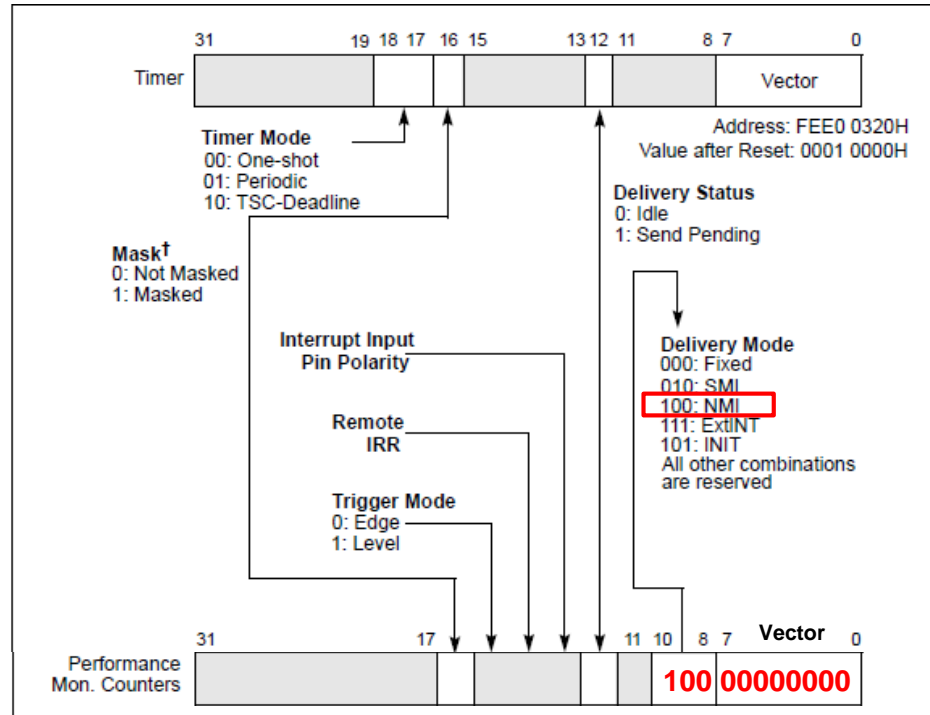 31 19 18 17 16 15 13 12 11 8 7 0
Timer Vector
Address: FEE0 0320H
Value after Reset: 0001 0000H
Timer Mode
00: One-shot
01: Periodic
10: TSC-Deadline
Delivery Status
0: Idle
1: Send Pending
Mask†
0: Not Masked
1: Masked
Interrupt Input
Pin Polarity
Delivery Mode
000: Fixed
010: SMI
100: NMI
111: ExtINT
101: INIT
All other combinations
are reserved
Remote
IRR
Trigger Mode
0: Edge
1: Level
31 17 11 10 8 7 Vector 0
Performance
Mon. Counters
100 00000000